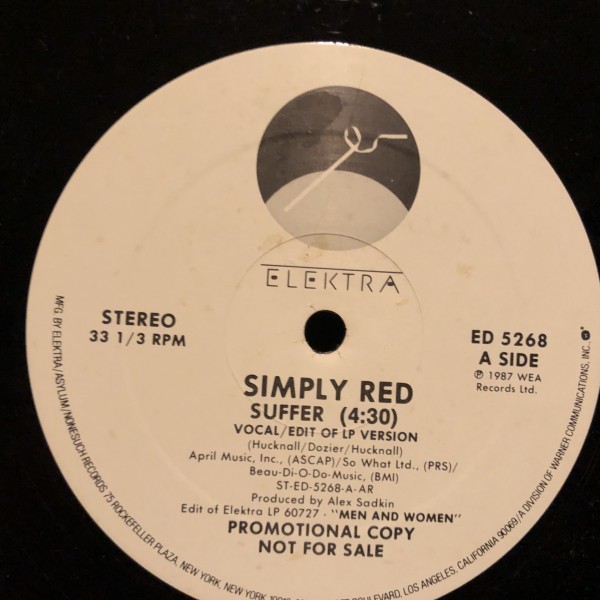 ELEKTRA
STEREO
33 1/3 RPM
ED 5268
A SIDE
℗ 1987 WEA
Records Ltd.
SIMPLY RED
SUFFER (4:30)
VOCAL/EDIT OF LP VERSION
(Hucknall/Dozier/Hucknall)
April Music, Inc., (ASCAP)/So What Ltd., (PRS)/
Beau-Di-O-Do-Music, (BMI)
ST-ED-5268-A-AR
Produced by Alex Sadkin
Edit of Elektra LP 60727 - "MEN AND WOMEN"
PROMOTIONAL COPY
NOT FOR SALE
MFG. BY ELEKTRA/ASYLUM/NONESUCH RECORDS 75 ROCKEFELLER PLAZA, NEW YORK, NEW YORK BOULEVARD, LOS ANGELES, CALIFORNIA 90069/A DIVISION OF WARNER COMMUNICATIONS, INC.